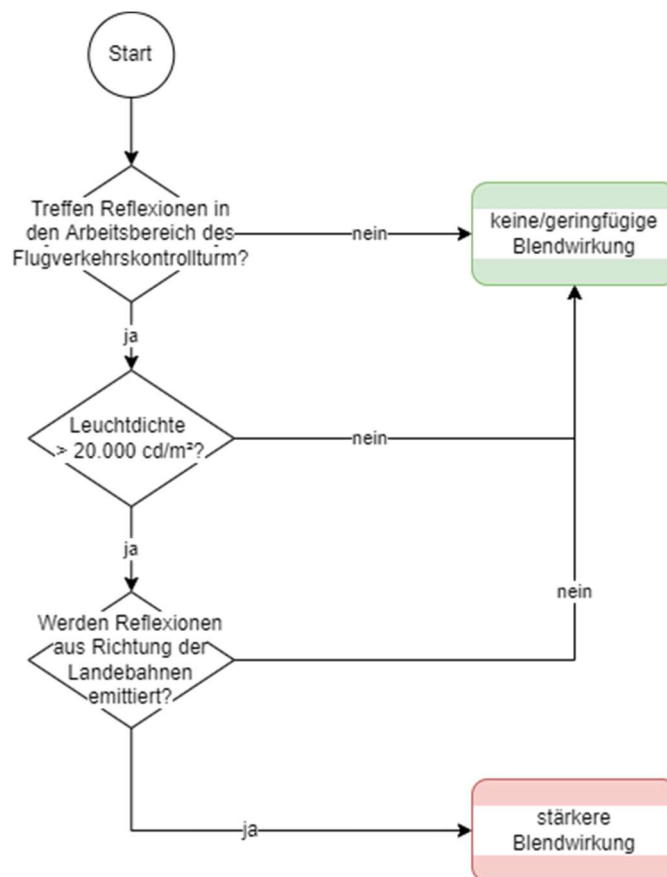 Start
Treffen Reflexionen in
den Arbeitsbereich des
Flugverkehrskontrollturm?
nein
keine/geringfügige
Blendwirkung
ja
Leuchtdichte
> 20.000 cd/m²?
nein
ja
nein
Werden Reflexionen
aus Richtung der
Landebahnen
emittiert?
ja
stärkere
Blendwirkung